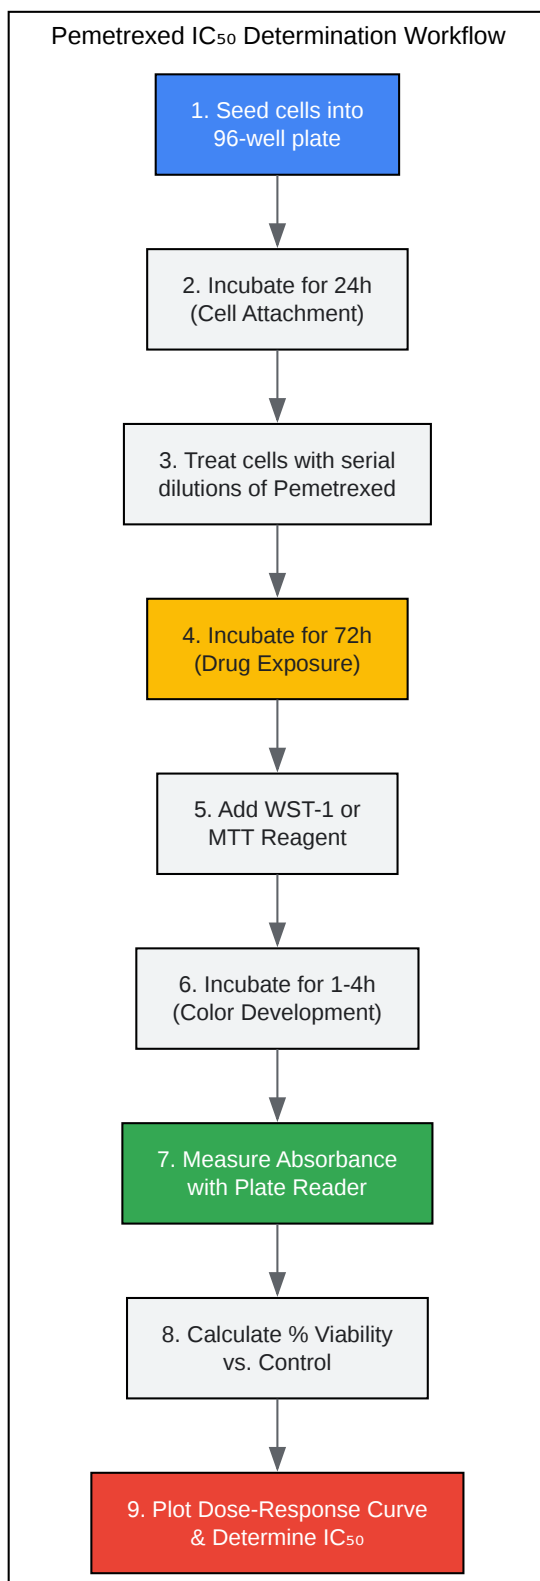 Pemetrexed IC₅₀ Determination Workflow
1. Seed cells into
96-well plate
2. Incubate for 24h
(Cell Attachment)
3. Treat cells with serial
dilutions of Pemetrexed
4. Incubate for 72h
(Drug Exposure)
5. Add WST-1 or
MTT Reagent
6. Incubate for 1-4h
(Color Development)
7. Measure Absorbance
with Plate Reader
8. Calculate % Viability
vs. Control
9. Plot Dose-Response Curve
& Determine IC₅₀